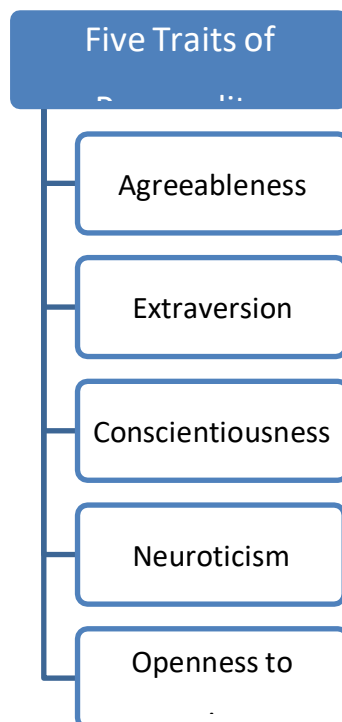 Five Traits of
Agreeableness
Extraversion
Conscientiousness
Neuroticism
Openness to